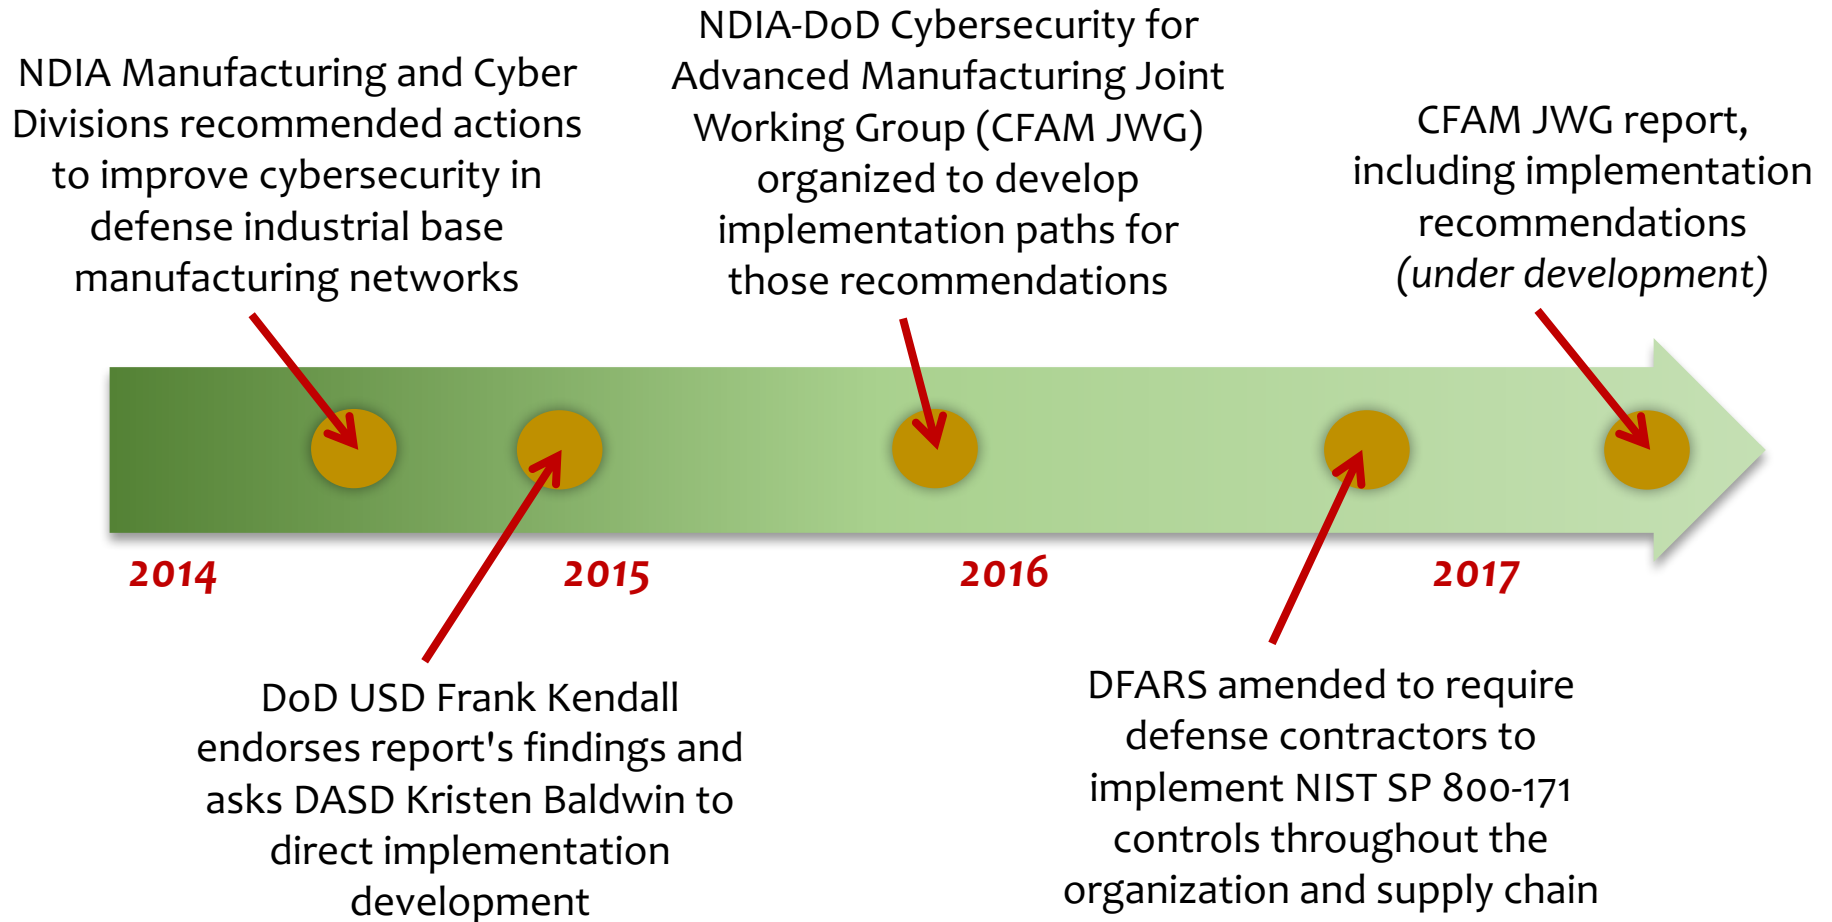 NDIA Manufacturing and Cyber
Divisions recommended actions
to improve cybersecurity in
defense industrial base
manufacturing networks
NDIA-DoD Cybersecurity for
Advanced Manufacturing Joint
Working Group (CFAM JWG)
organized to develop
implementation paths for
those recommendations
CFAM JWG report,
including implementation
recommendations
(under development)
2014
2015
2016
2017
DoD USD Frank Kendall
endorses report's findings and
asks DASD Kristen Baldwin to
direct implementation
development
DFARS amended to require
defense contractors to
implement NIST SP 800-171
controls throughout the
organization and supply chain